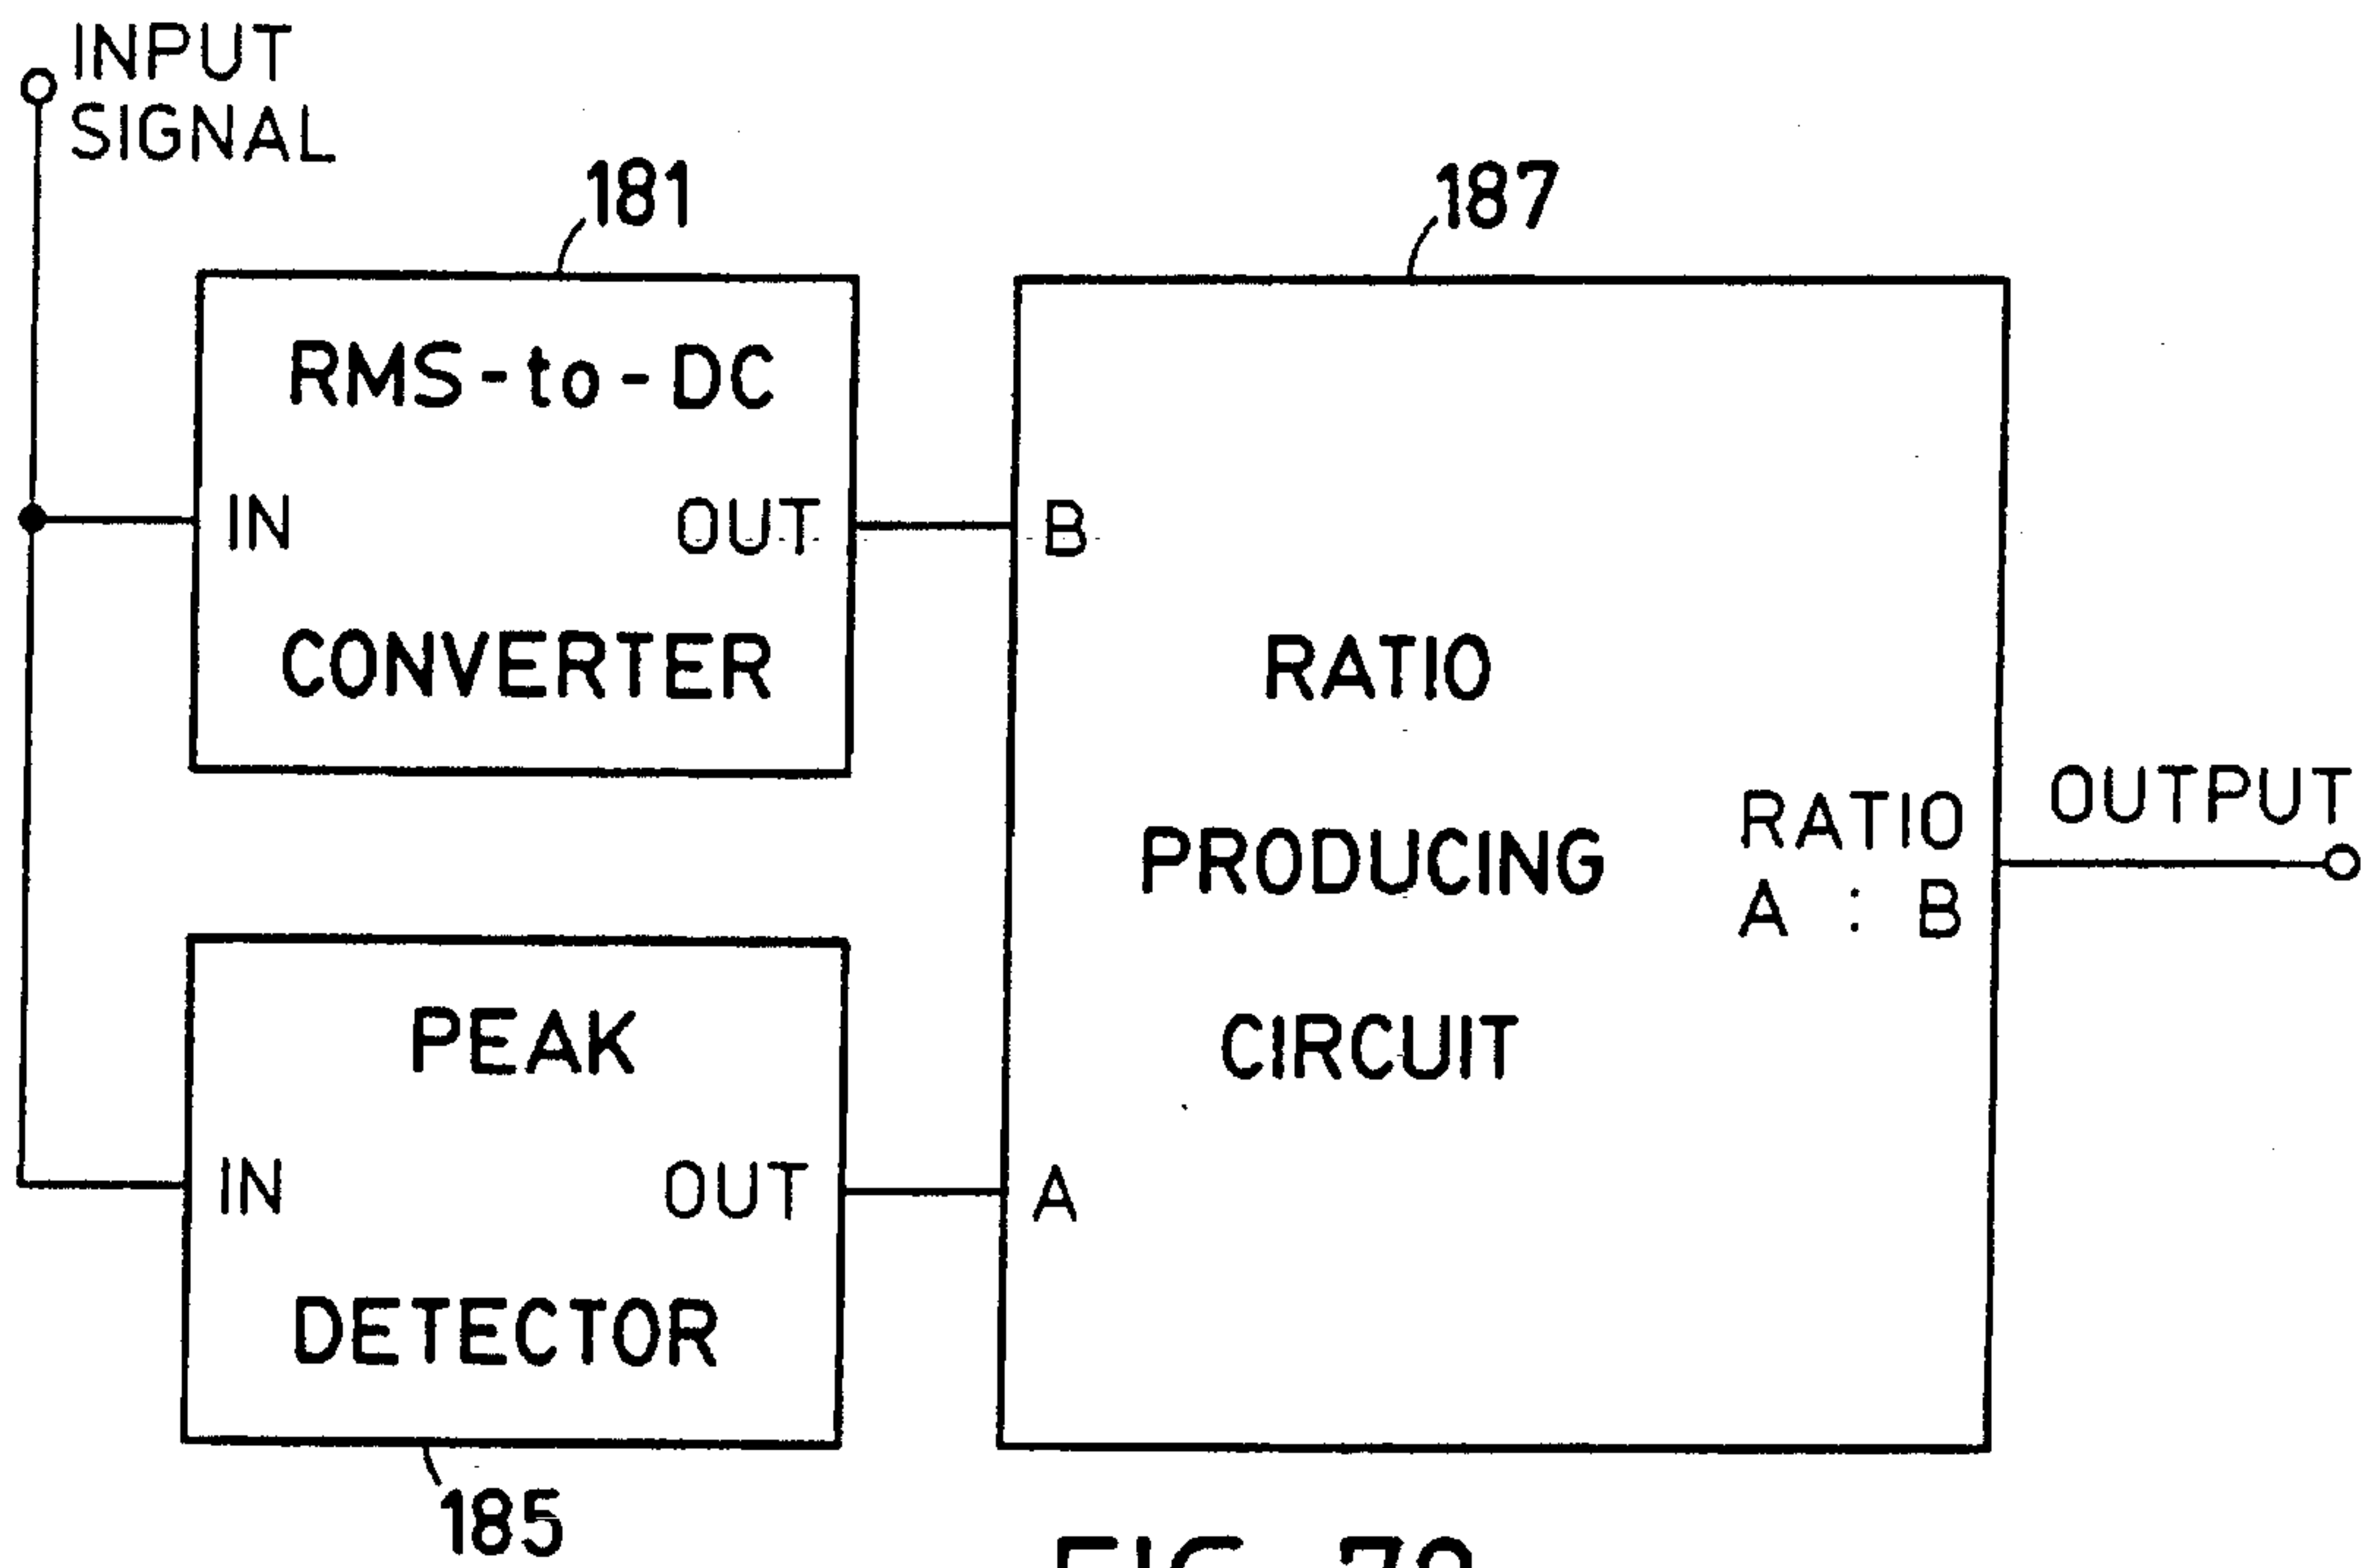 INPUT
SIGNAL
181
187
RMS-to-DC
IN
OUT
CONVERTER
B
RATIO
PRODUCING
CIRCUIT
RATIO
A : B
OUTPUT
PEAK
IN
OUT
DETECTOR
A
185
FIG.